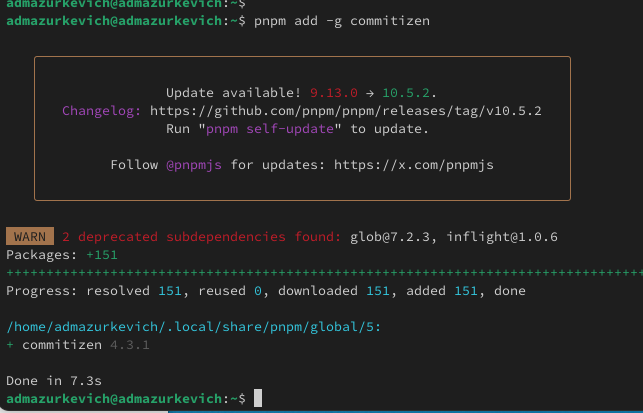 admazurkevich@admazurkevich:~$
admazurkevich@admazurkevich:~$ pnpm add -g commitizen
Update available! 9.13.0 → 10.5.2.
Changelog: https://github.com/pnpm/pnpm/releases/tag/v10.5.2
Run "pnpm self-update" to update.
Follow @pnpmjs for updates: https://x.com/pnpmjs
WARN 2 deprecated subdependencies found: glob@7.2.3, inflight@1.0.6
Packages: +151
++++++++++++++++++++++++++++++++++++++++++++++++++++++++++++++++++++++++++++++++
Progress: resolved 151, reused 0, downloaded 151, added 151, done
/home/admazurkevich/.local/share/pnpm/global/5:
+ commitizen 4.3.1
Done in 7.3s
admazurkevich@admazurkevich:~$